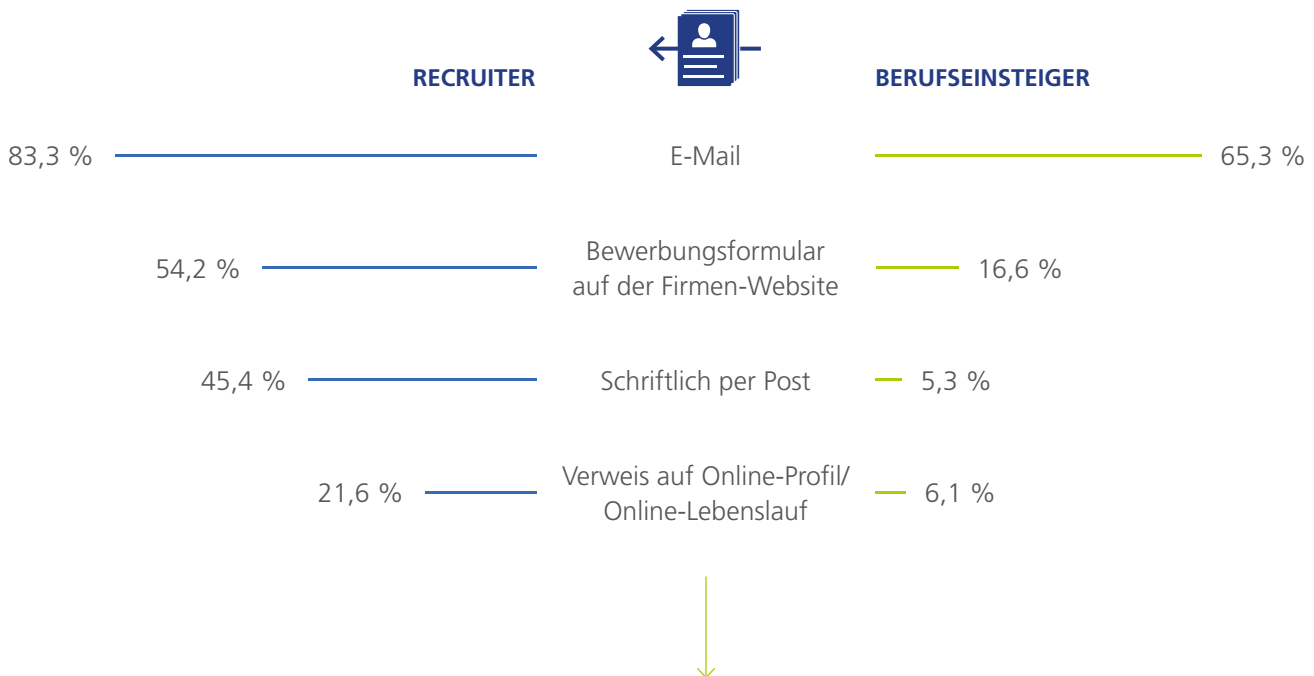 RECRUITER
BERUFSEINSTEIGER
83,3 %
E-Mail
65,3 %
54,2 %
Bewerbungsformular
auf der Firmen-Website
16,6 %
45,4 %
Schriftlich per Post
5,3 %
21,6 %
Verweis auf Online-Profil/
Online-Lebenslauf
6,1 %